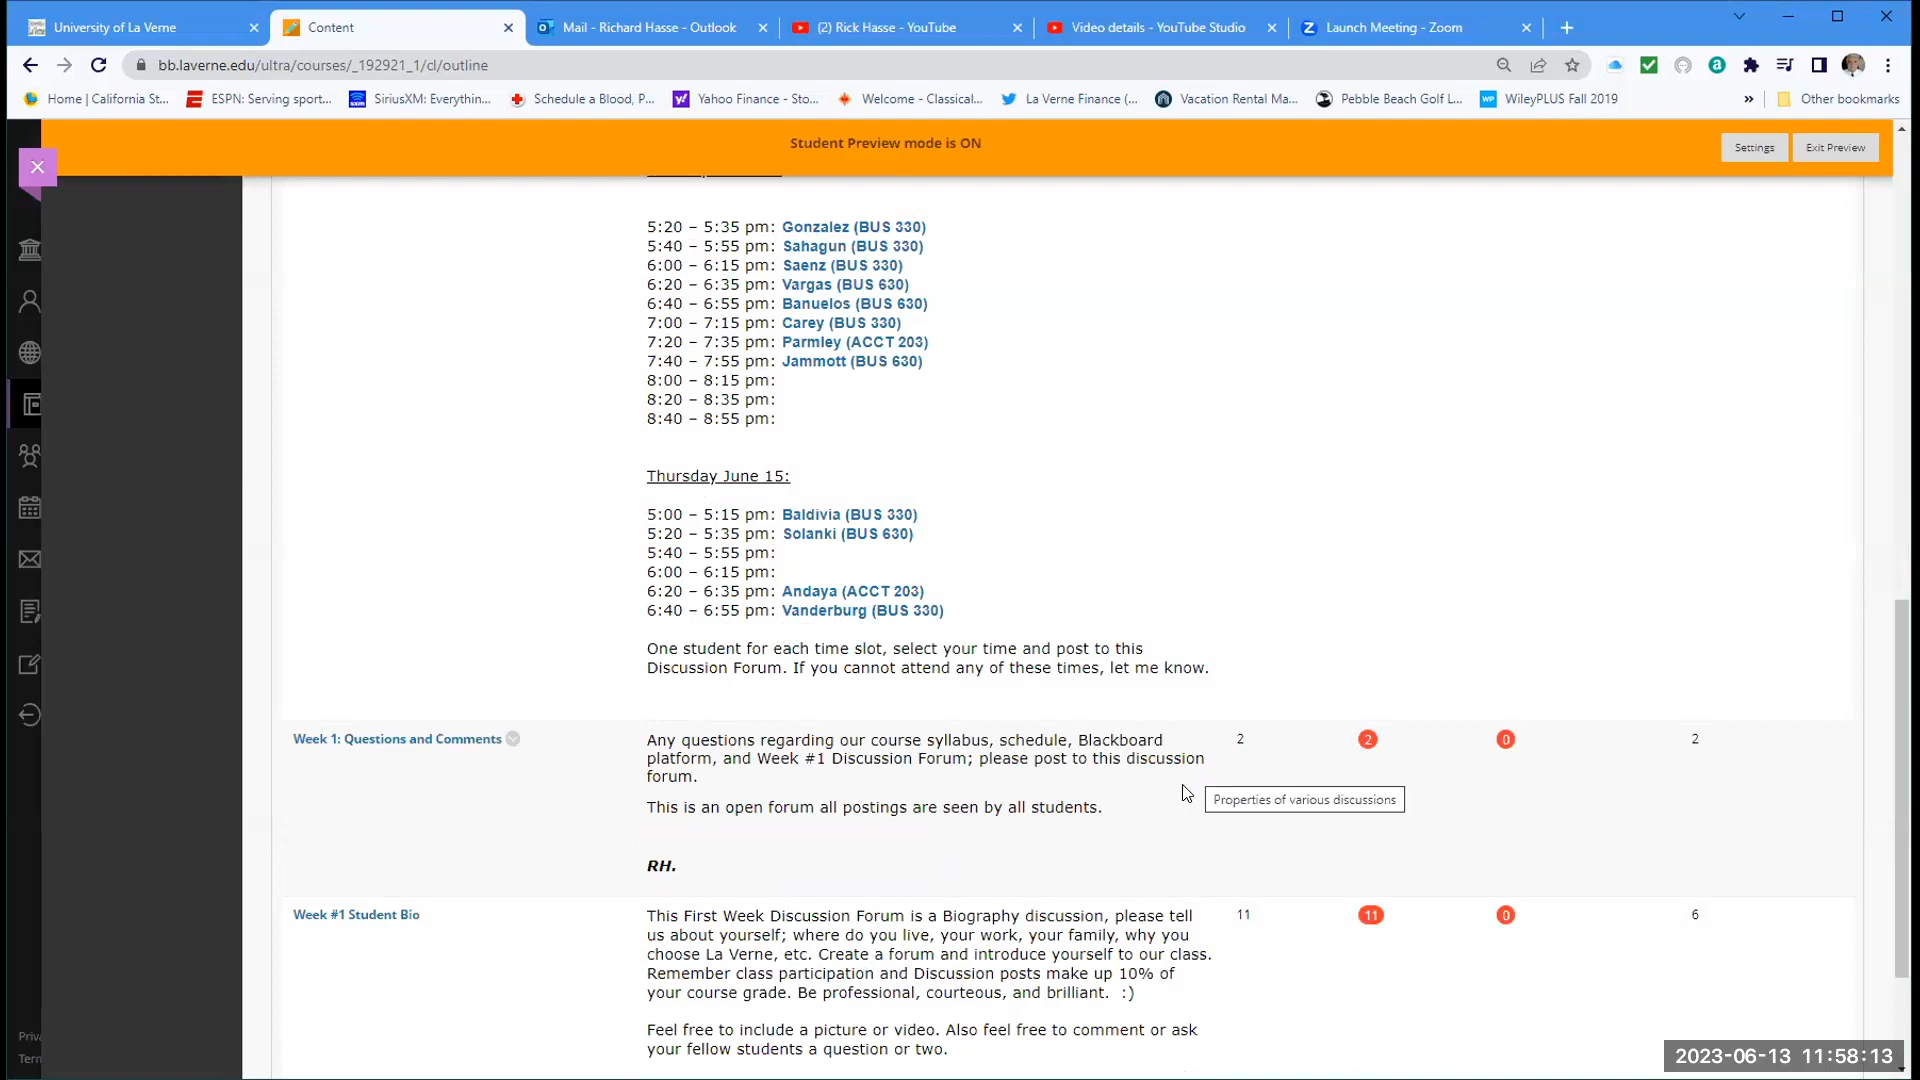 University of La Verne
Content
Mail - Richard Hasse - Outlook
(2) Rick Hasse - YouTube
Video details - YouTube Studio
Launch Meeting - Zoom
bb.laverne.edu/ultra/courses/_192921_1/cl/outline
Home | California St...
ESPN: Serving sport...
SiriusXM: Everythin...
Schedule a Blood, P...
Yahoo Finance - Sto...
Welcome - Classical...
La Verne Finance (...
Vacation Rental Ma...
Pebble Beach Golf L...
WileyPLUS Fall 2019
Other bookmarks
Student Preview mode is ON
Settings
Exit Preview
5:20 – 5:35 pm: Gonzalez (BUS 330)
5:40 – 5:55 pm: Sahagun (BUS 330)
6:00 – 6:15 pm: Saenz (BUS 330)
6:20 – 6:35 pm: Vargas (BUS 630)
6:40 – 6:55 pm: Banuelos (BUS 630)
7:00 – 7:15 pm: Carey (BUS 330)
7:20 – 7:35 pm: Parmley (ACCT 203)
7:40 – 7:55 pm: Jammott (BUS 630)
8:00 – 8:15 pm:
8:20 – 8:35 pm:
8:40 – 8:55 pm:
Thursday June 15:
5:00 – 5:15 pm: Baldivia (BUS 330)
5:20 – 5:35 pm: Solanki (BUS 630)
5:40 – 5:55 pm:
6:00 – 6:15 pm:
6:20 – 6:35 pm: Andaya (ACCT 203)
6:40 – 6:55 pm: Vanderburg (BUS 330)
One student for each time slot, select your time and post to this
Discussion Forum. If you cannot attend any of these times, let me know.
Week 1: Questions and Comments
Any questions regarding our course syllabus, schedule, Blackboard
platform, and Week #1 Discussion Forum; please post to this discussion
forum.
2
2
0
2
Properties of various discussions
This is an open forum all postings are seen by all students.
RH.
Week #1 Student Bio
This First Week Discussion Forum is a Biography discussion, please tell
us about yourself; where do you live, your work, your family, why you
choose La Verne, etc. Create a forum and introduce yourself to our class.
Remember class participation and Discussion posts make up 10% of
your course grade. Be professional, courteous, and brilliant. :)
11
11
0
6
Feel free to include a picture or video. Also feel free to comment or ask
your fellow students a question or two.
Priva
Term
2023-06-13 11:58:13